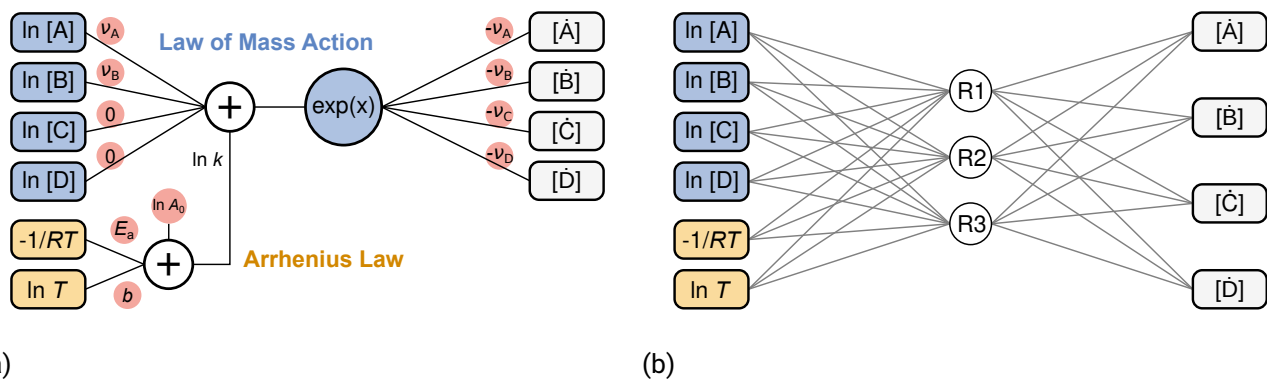 ln [A]
ln [B]
ln [C]
ln [D]
-1/RT
ln T
νA
νB
0
0
Ea
b
ln A0
+
+
ln k
Law of Mass Action
Arrhenius Law
exp(x)
-νA
-νB
-νC
-νD
[Ȧ]
[Ḃ]
[Ċ]
[Ḋ]
ln [A]
ln [B]
ln [C]
ln [D]
-1/RT
ln T
R1
R2
R3
[Ȧ]
[Ḃ]
[Ċ]
[Ḋ]
(b)